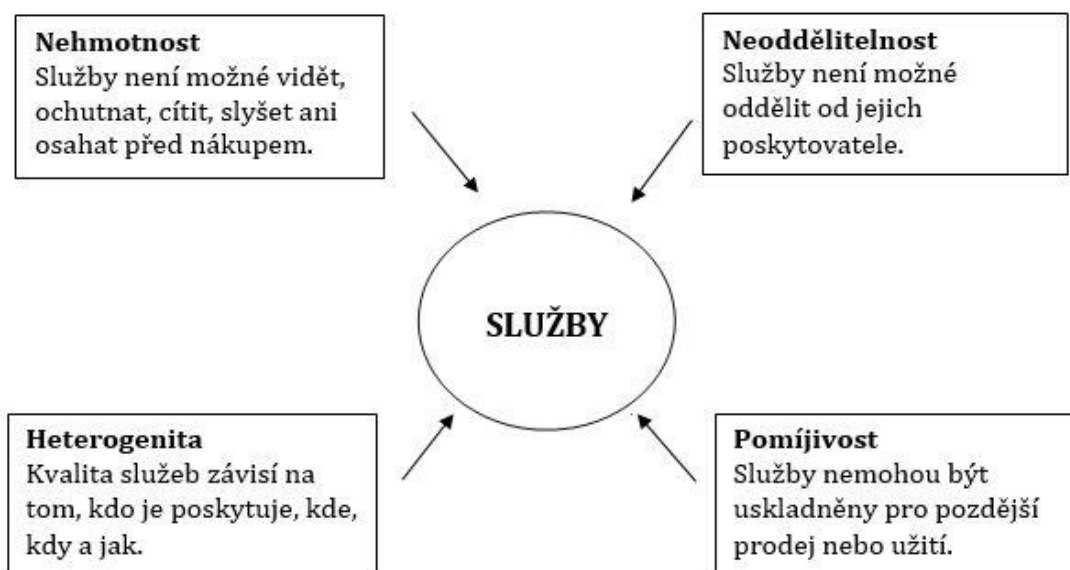 Nehmotnost
Služby není možné vidět,
ochutnat, cítit, slyšet ani
osahat před nákupem.
Neoddělitelnost
Služby není možné
oddělit od jejich
poskytovatele.
SLUŽBY
Heterogenita
Kvalita služeb závisí na
tom, kdo je poskytuje, kde,
kdy a jak.
Pomíjivost
Služby nemohou být
uskladněny pro pozdější
prodej nebo užití.